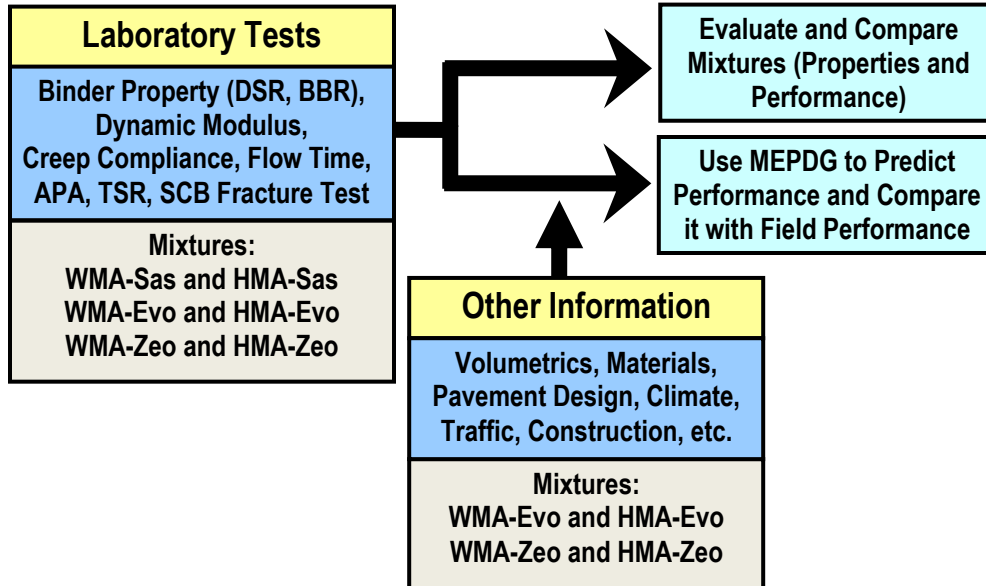 Laboratory Tests
Binder Property (DSR, BBR),
Dynamic Modulus,
Creep Compliance, Flow Time,
APA, TSR, SCB Fracture Test
Mixtures:
WMA-Sas and HMA-Sas
WMA-Evo and HMA-Evo
WMA-Zeo and HMA-Zeo
Evaluate and Compare
Mixtures (Properties and
Performance)
Use MEPDG to Predict
Performance and Compare
it with Field Performance
Other Information
Volumetrics, Materials,
Pavement Design, Climate,
Traffic, Construction, etc.
Mixtures:
WMA-Evo and HMA-Evo
WMA-Zeo and HMA-Zeo